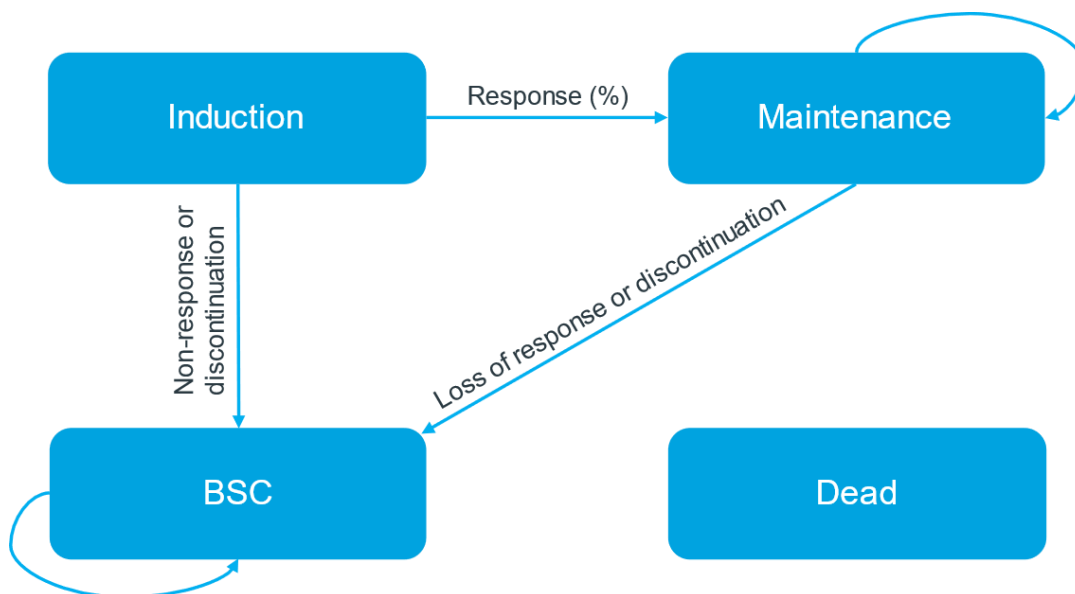 Induction
Response (%)
Maintenance
Non-response or
discontinuation
Loss of response or discontinuation
BSC
Dead